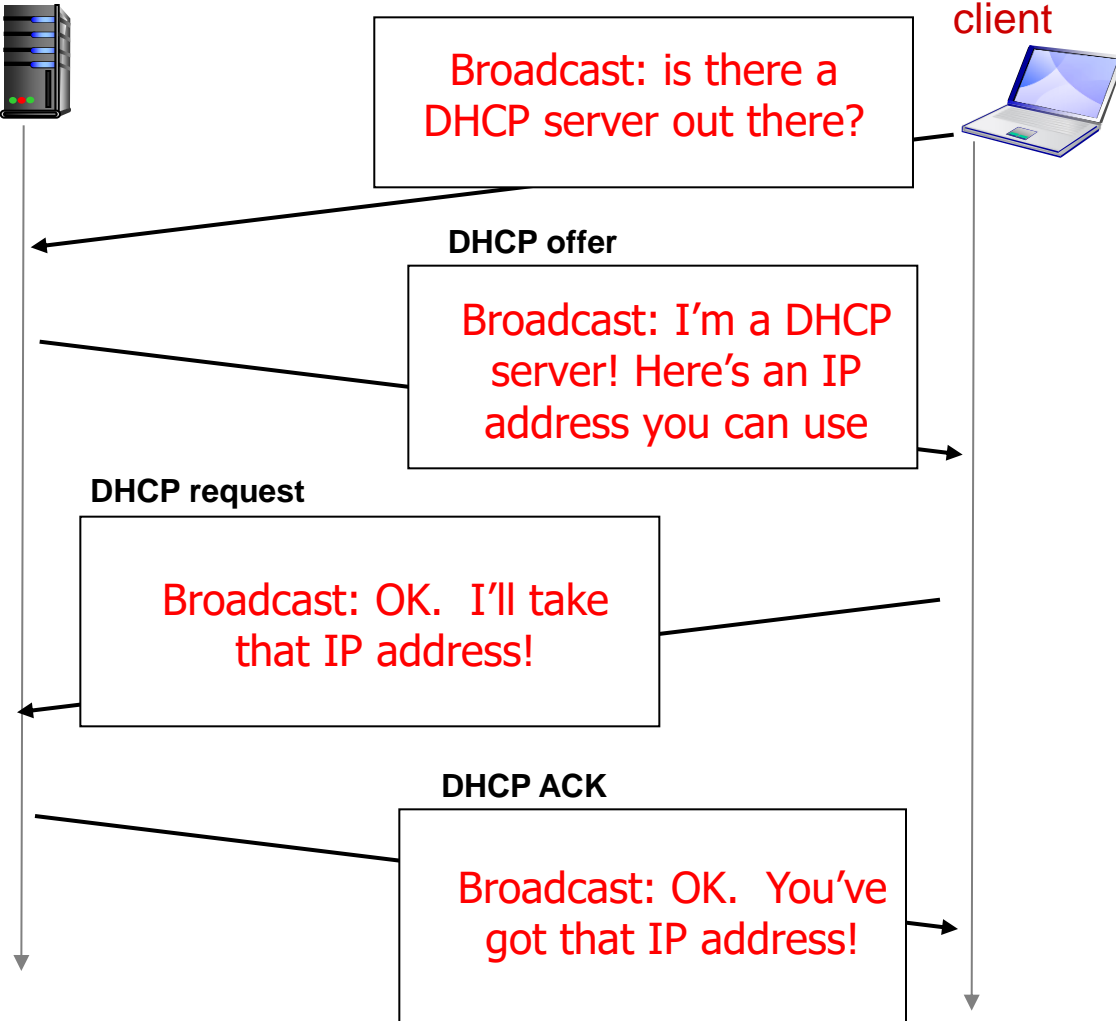 client
Broadcast: is there a
DHCP server out there?
DHCP offer
Broadcast: I’m a DHCP
server! Here’s an IP
address you can use
DHCP request
Broadcast: OK.  I’ll take
that IP address!
DHCP ACK
Broadcast: OK.  You’ve
got that IP address!